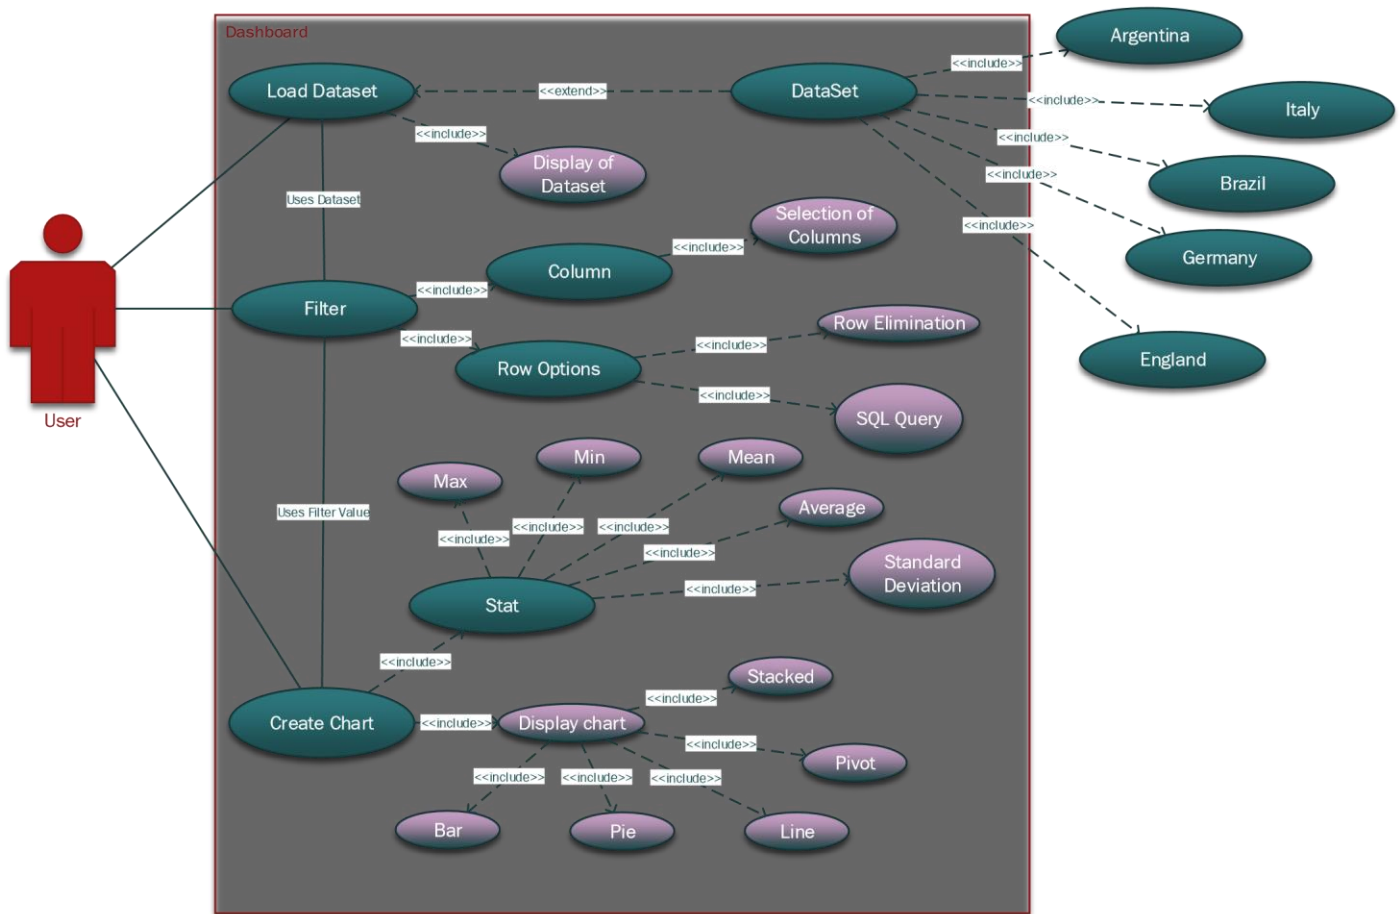 Dashboard
Argentina
<<include>>
Load Dataset
<<extend>>
DataSet
<<include>>
Italy
<<include>>
<<include>>
Display of
Dataset
<<include>>
Brazil
Uses Dataset
Selection of
Columns
<<include>>
<<include>>
Germany
Column
<<include>>
Filter
Row Elimination
<<include>>
<<include>>
England
Row Options
<<include>>
SQL Query
User
Min
Mean
Max
Average
Uses Filter Value
<<include>>
<<include>>
<<include>>
<<include>>
Standard
Deviation
<<include>>
Stat
<<include>>
Stacked
<<include>>
Create Chart
<<include>>
Display chart
<<include>>
Pivot
<<include>>
<<include>>
<<include>>
Bar
Pie
Line